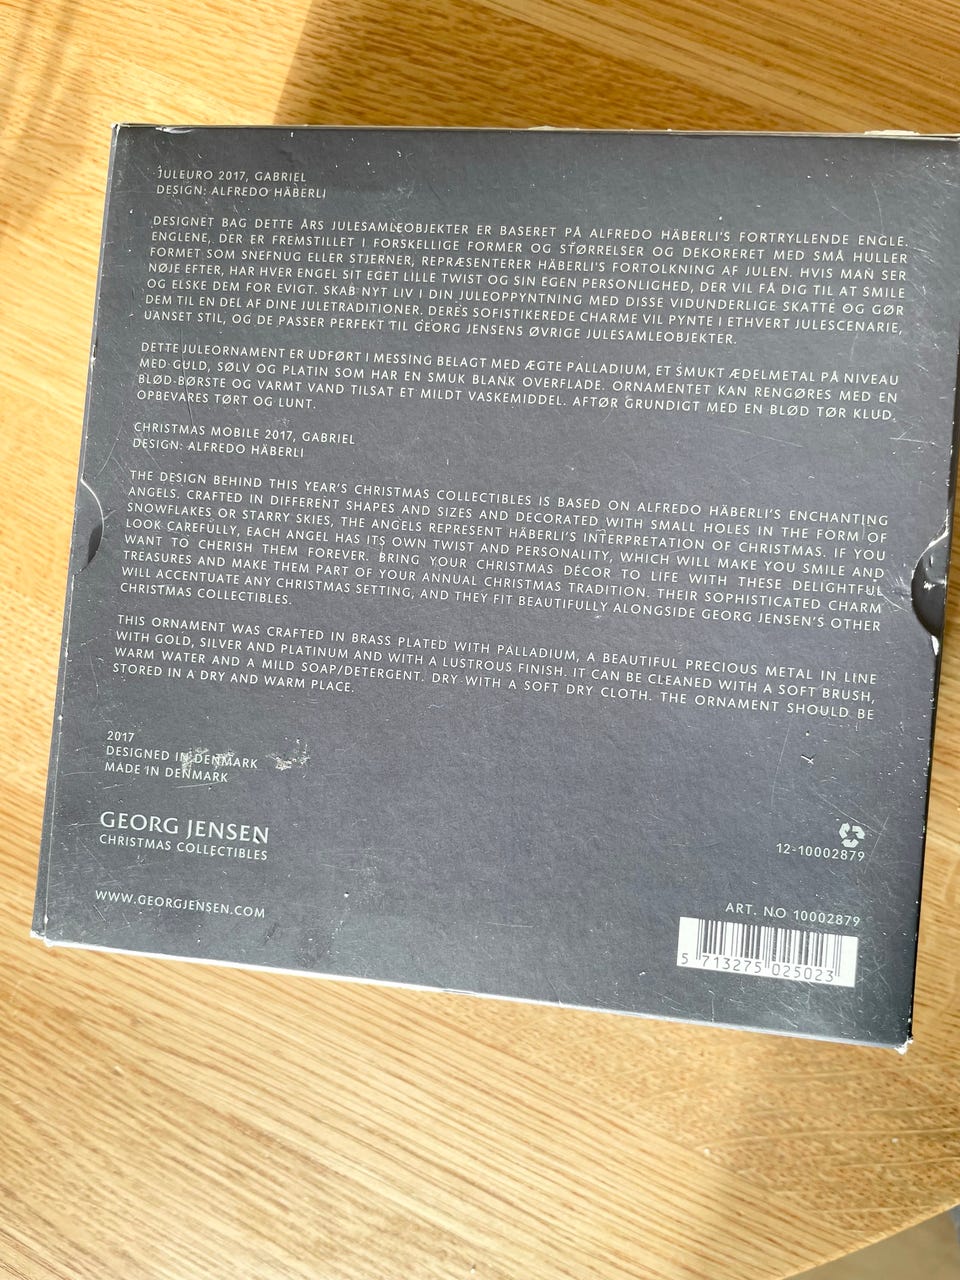 JULEURO 2017, GABRIEL
DESIGN: ALFREDO HÄBERLI
DESIGNET BAG DETTE ÅRS JULESAMLEOBJEKTER ER BASERET PÅ ALFREDO HÄBERLI'S FORTRYLLENDE ENGLE.
ENGLENE, DER ER FREMSTILLET I FORSKELLIGE FORMER OG STØRRELSER OG DEKORERET MED SMÅ HULLER
FORMET SOM SNEFNUG ELLER STJERNER, REPRÆSENTERER HÄBERLI'S FORTOLKNING AF JULEN. HVIS MAN SER
NØJE EFTER, HAR HVER ENGEL SIT EGET LILLE TWIST OG SIN EGEN PERSONLIGHED, DER VIL FÅ DIG TIL AT SMILE
OG ELSKE DEM FOR EVIGT. SKAB NYT LIV I DIN JULEOPPYNTNING MED DISSE VIDUNDERLIGE SKATTE OG GØR
DEM TIL EN DEL AF DINE JULETRADITIONER. DERES SOFISTIKEREDE CHARME VIL PYNTE I ETHVERT JULESCENARIE,
UANSET STIL, OG DE PASSER PERFEKT TIL GEORG JENSENS ØVRIGE JULESAMLEOBJEKTER.
DETTE JULEORNAMENT ER UDFØRT I MESSING BELAGT MED ÆGTE PALLADIUM, ET SMUKT ÆDELMETAL PÅ NIVEAU
MED GULD, SØLV OG PLATIN SOM HAR EN SMUK BLANK OVERFLADE. ORNAMENTET KAN RENGØRES MED EN
BLØD BØRSTE OG VARMT VAND TILSAT ET MILDT VASKEMIDDEL. AFTØR GRUNDIGT MED EN BLØD TØR KLUD.
OPBEVARES TØRT OG LUNT.
CHRISTMAS MOBILE 2017, GABRIEL
DESIGN: ALFREDO HÄBERLI
THE DESIGN BEHIND THIS YEAR'S CHRISTMAS COLLECTIBLES IS BASED ON ALFREDO HÄBERLI'S ENCHANTING
ANGELS. CRAFTED IN DIFFERENT SHAPES AND SIZES AND DECORATED WITH SMALL HOLES IN THE FORM OF
SNOWFLAKES OR STARRY SKIES, THE ANGELS REPRESENT HÄBERLI'S INTERPRETATION OF CHRISTMAS. IF YOU
LOOK CAREFULLY, EACH ANGEL HAS ITS OWN TWIST AND PERSONALITY, WHICH WILL MAKE YOU SMILE AND
WANT TO CHERISH THEM FOREVER. BRING YOUR CHRISTMAS DÉCOR TO LIFE WITH THESE DELIGHTFUL
TREASURES AND MAKE THEM PART OF YOUR ANNUAL CHRISTMAS TRADITION. THEIR SOPHISTICATED CHARM
WILL ACCENTUATE ANY CHRISTMAS SETTING, AND THEY FIT BEAUTIFULLY ALONGSIDE GEORG JENSEN'S OTHER
CHRISTMAS COLLECTIBLES.
THIS ORNAMENT WAS CRAFTED IN BRASS PLATED WITH PALLADIUM, A BEAUTIFUL PRECIOUS METAL IN LINE
WITH GOLD, SILVER AND PLATINUM AND WITH A LUSTROUS FINISH. IT CAN BE CLEANED WITH A SOFT BRUSH,
WARM WATER AND A MILD SOAP/DETERGENT. DRY WITH A SOFT DRY CLOTH. THE ORNAMENT SHOULD BE
STORED IN A DRY AND WARM PLACE.
2017
DESIGNED IN DENMARK
MADE IN DENMARK
GEORG JENSEN
CHRISTMAS COLLECTIBLES
12-10002879
WWW.GEORGJENSEN.COM
ART. NO 10002879
5 713275 025023